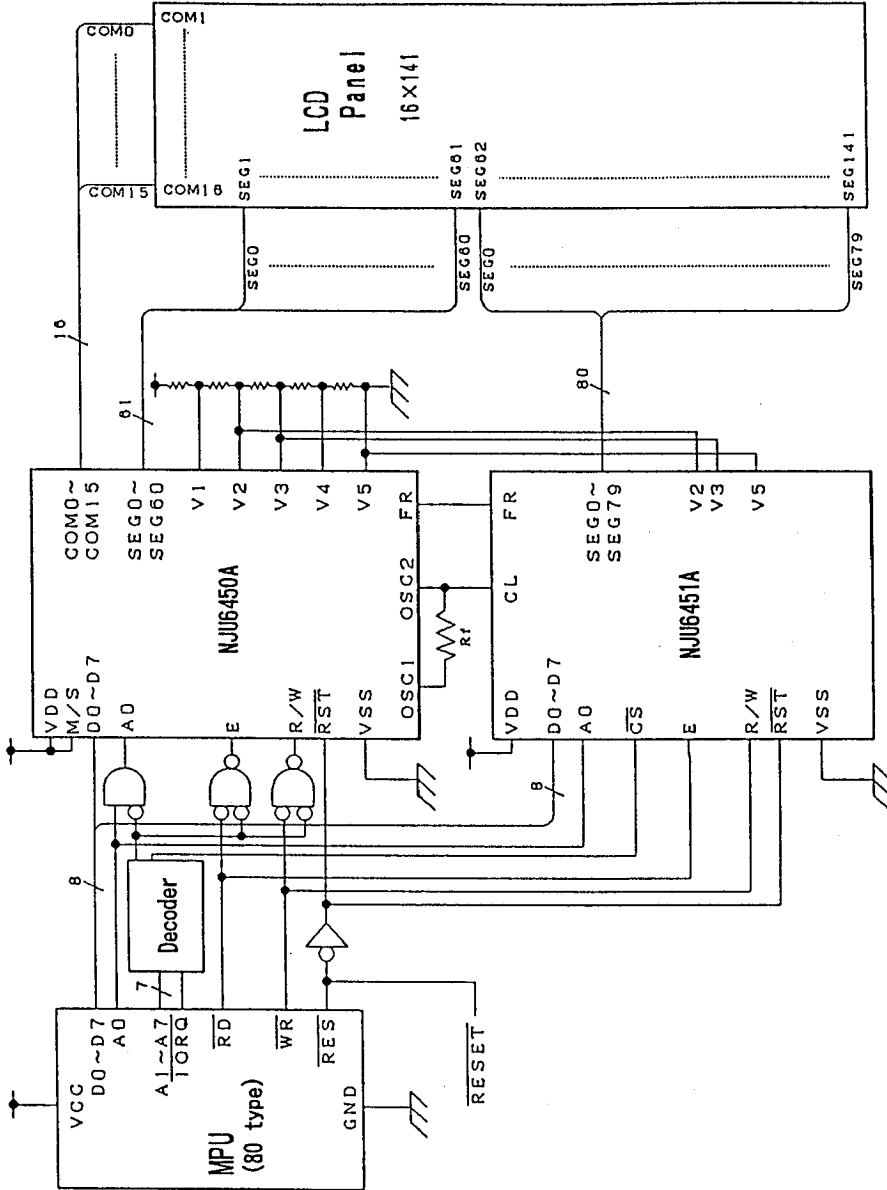 MPU
(80 type)
VCC
D0~D7
A0
A1~A7
IORQ
RD
WR
RES
GND
8
7
Decoder
RESET
VDD
M/S
D0~D7
A0
E
R/W
RST
VSS
NJU6450A
COM0~
COM15
SEG0~
SEG60
V1
V2
V3
V4
V5
OSC1
OSC2
FR
Rf
8
VDD
D0~D7
A0
CS
E
R/W
RST
VSS
NJU6451A
CL
FR
SEG0~
SEG79
V2
V3
V5
16
61
80
COM0
COM15
SEG0
SEG60
SEG0
SEG79
COM1
COM16
SEG1
SEG61
SEG62
SEG141
LCD
Panel
16×141